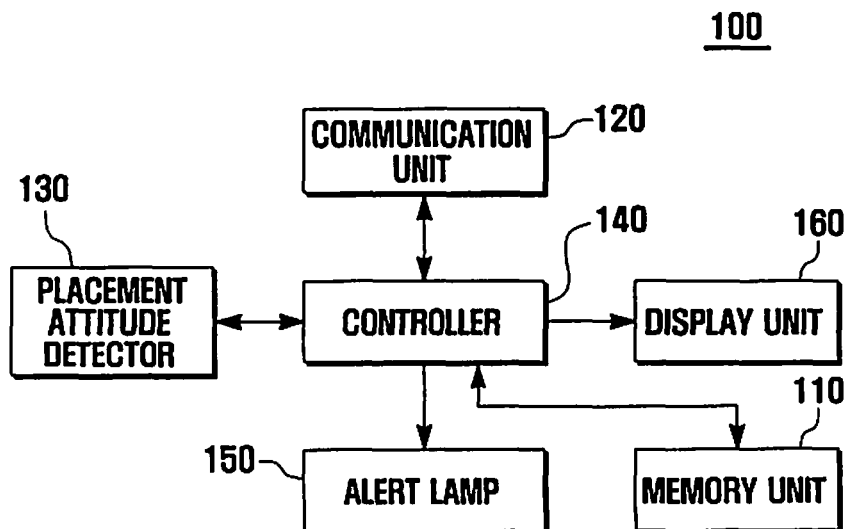 100
COMMUNICATION
UNIT
120
130
140
160
PLACEMENT
ATTITUDE
DETECTOR
CONTROLLER
DISPLAY UNIT
110
150
ALERT LAMP
MEMORY UNIT